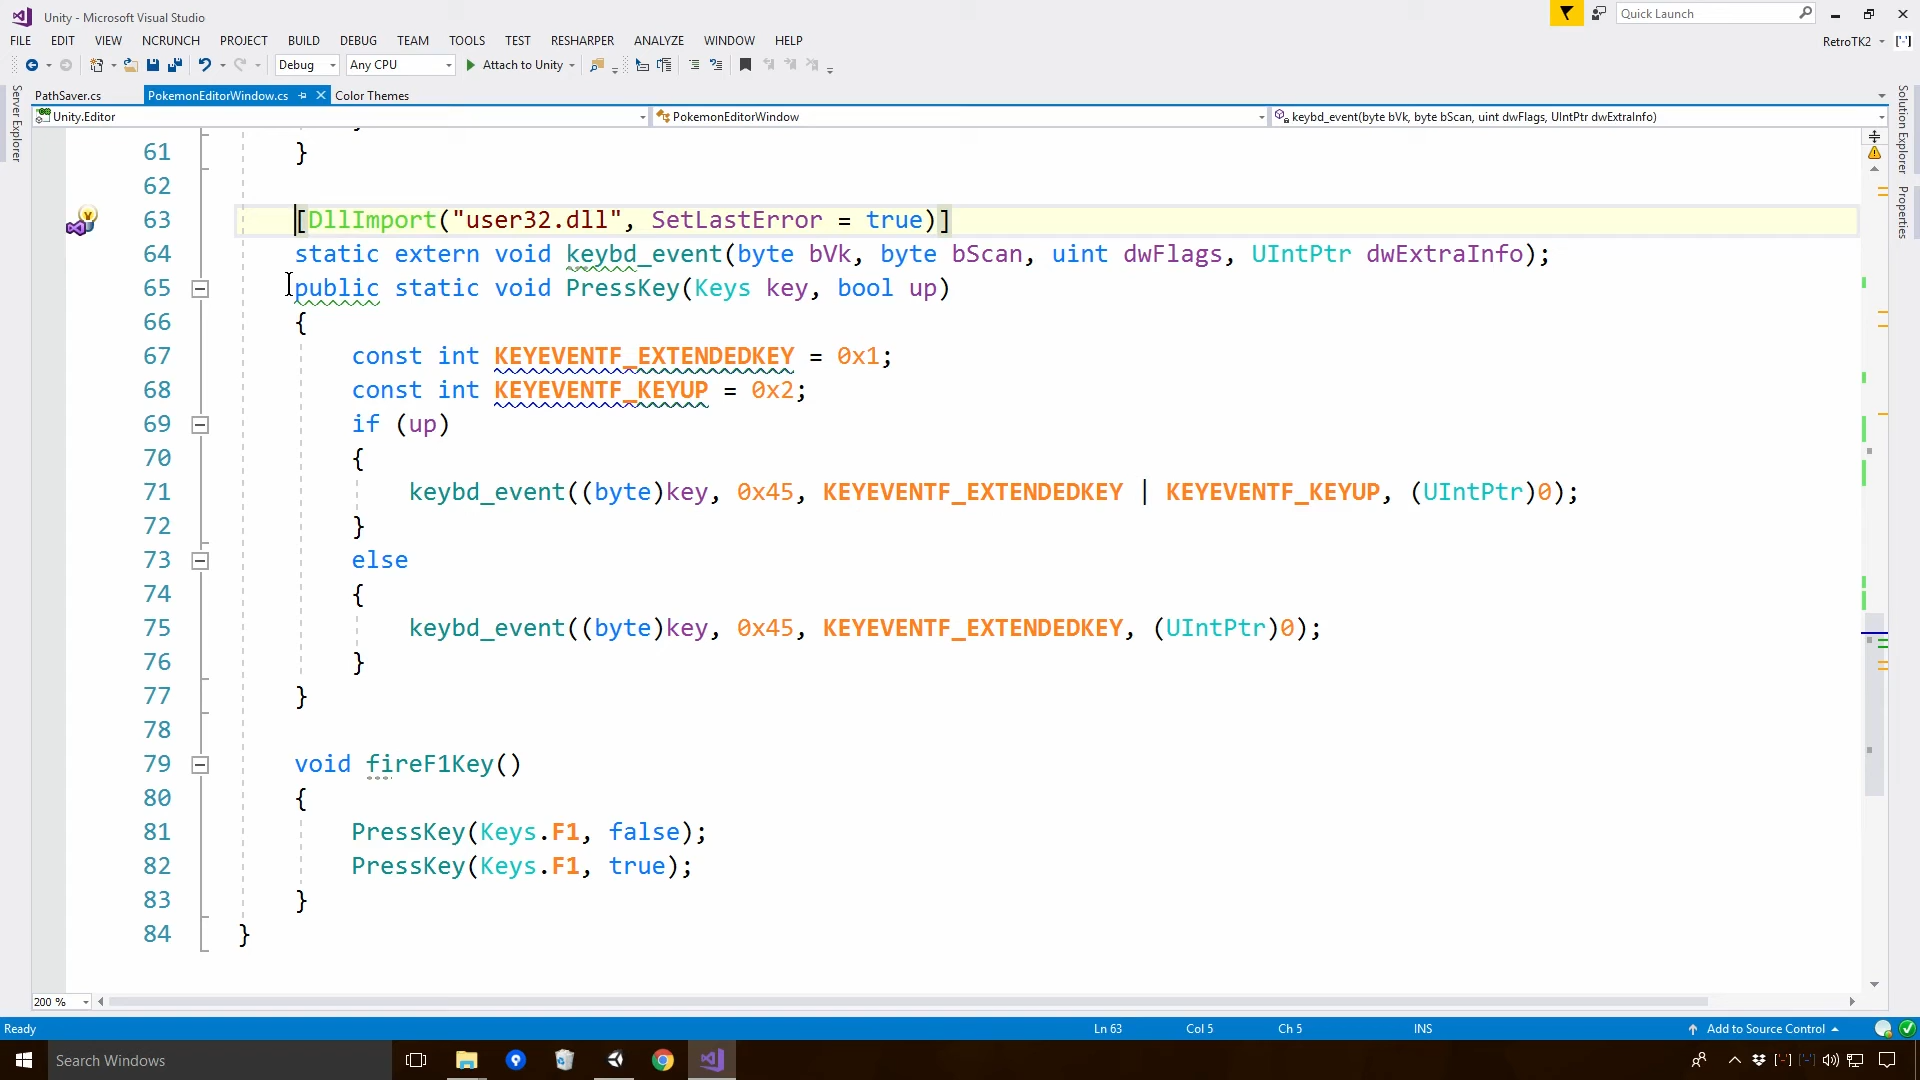 Unity - Microsoft Visual Studio
Quick Launch
FILE EDIT VIEW NCRUNCH PROJECT BUILD DEBUG TEAM TOOLS TEST RESHARPER ANALYZE WINDOW HELP
RetroTK2
Debug Any CPU Attach to Unity
PathSaver.cs PokemonEditorWindow.cs Color Themes
Unity.Editor PokemonEditorWindow keybd_event(byte bVk, byte bScan, uint dwFlags, UIntPtr dwExtraInfo)
Server Explorer
Solution Explorer
Properties
61 }
62
63 [DllImport("user32.dll", SetLastError = true)]
64 static extern void keybd_event(byte bVk, byte bScan, uint dwFlags, UIntPtr dwExtraInfo);
65 public static void PressKey(Keys key, bool up)
66 {
67 const int KEYEVENTF_EXTENDEDKEY = 0x1;
68 const int KEYEVENTF_KEYUP = 0x2;
69 if (up)
70 {
71 keybd_event((byte)key, 0x45, KEYEVENTF_EXTENDEDKEY | KEYEVENTF_KEYUP, (UIntPtr)0);
72 }
73 else
74 {
75 keybd_event((byte)key, 0x45, KEYEVENTF_EXTENDEDKEY, (UIntPtr)0);
76 }
77 }
78
79 void fireF1Key()
80 {
81 PressKey(Keys.F1, false);
82 PressKey(Keys.F1, true);
83 }
84 }
200 %
Ready Ln 63 Col 5 Ch 5 INS Add to Source Control
Search Windows